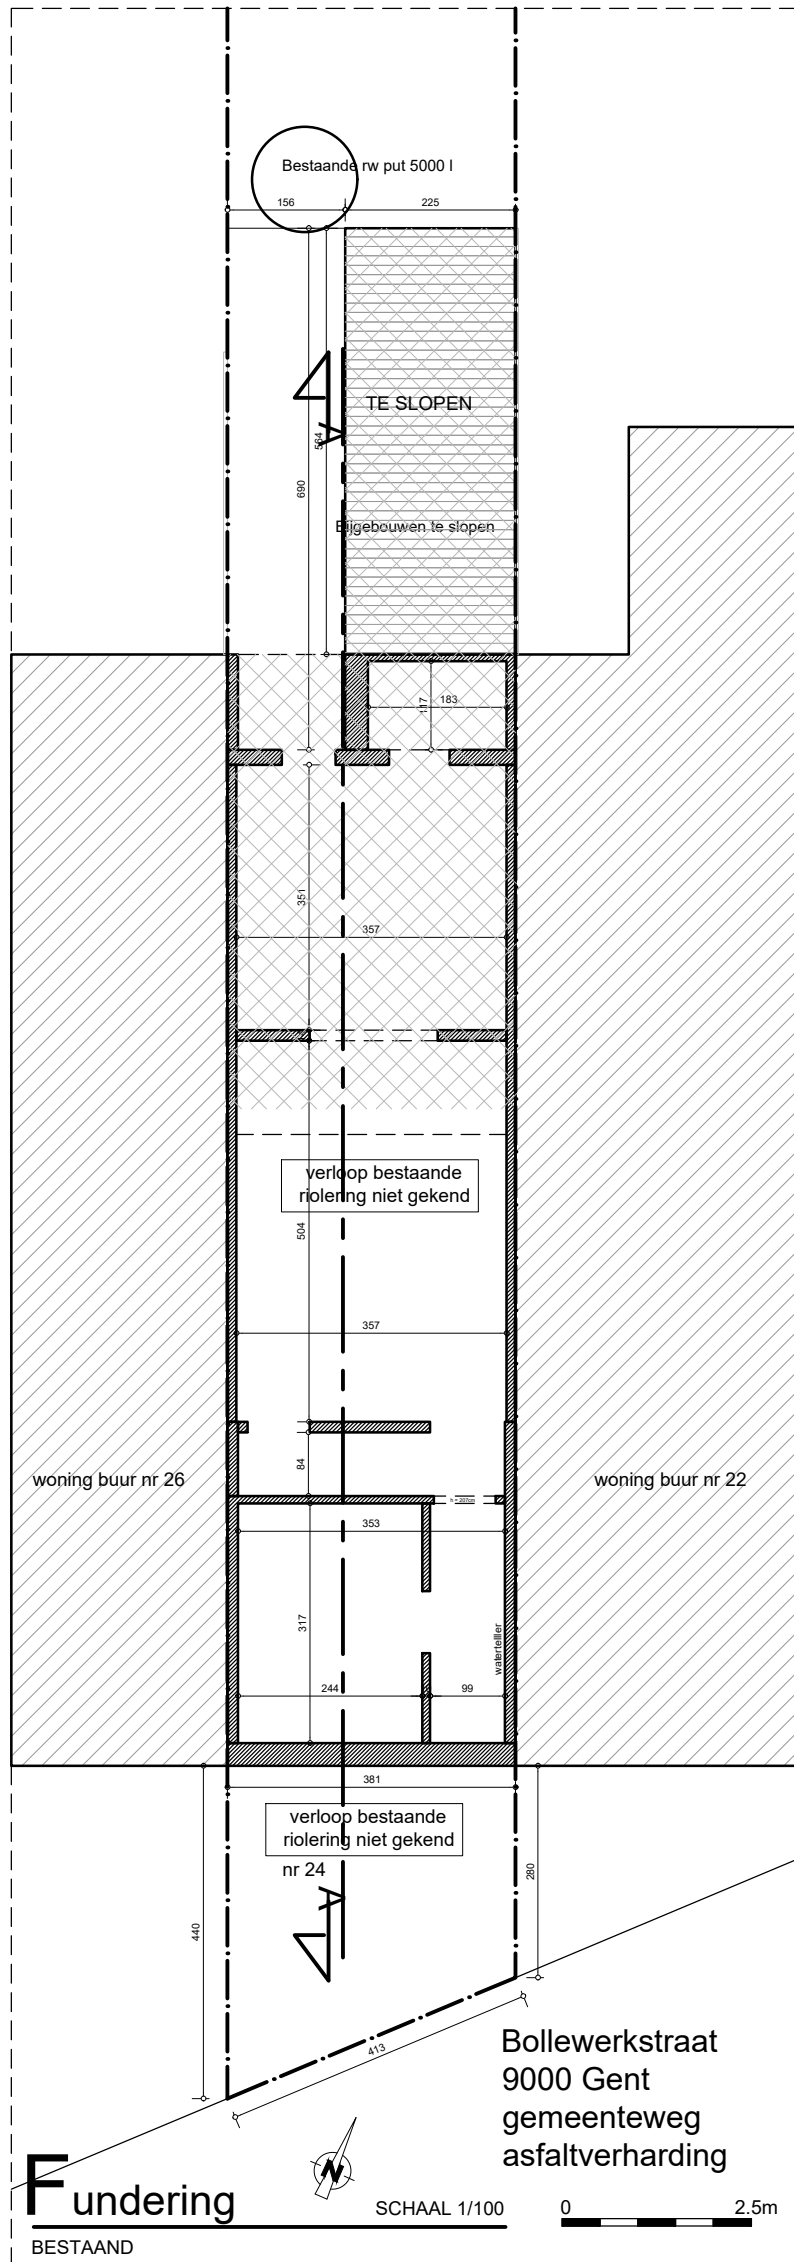 Bestaande rw put 5000 l
156
225
TE SLOPEN
A
564
690
Bijgebouwen te slopen
117
183
351
357
verloop bestaande
riolering niet gekend
504
357
84
woning buur nr 26
woning buur nr 22
h = 207cm
353
317
watertelller
244
99
381
verloop bestaande
riolering niet gekend
nr 24
A
280
440
413
Bollewerkstraat
9000 Gent
gemeenteweg
asfaltverharding
N
Fundering
SCHAAL 1/100
0
2.5m
BESTAAND